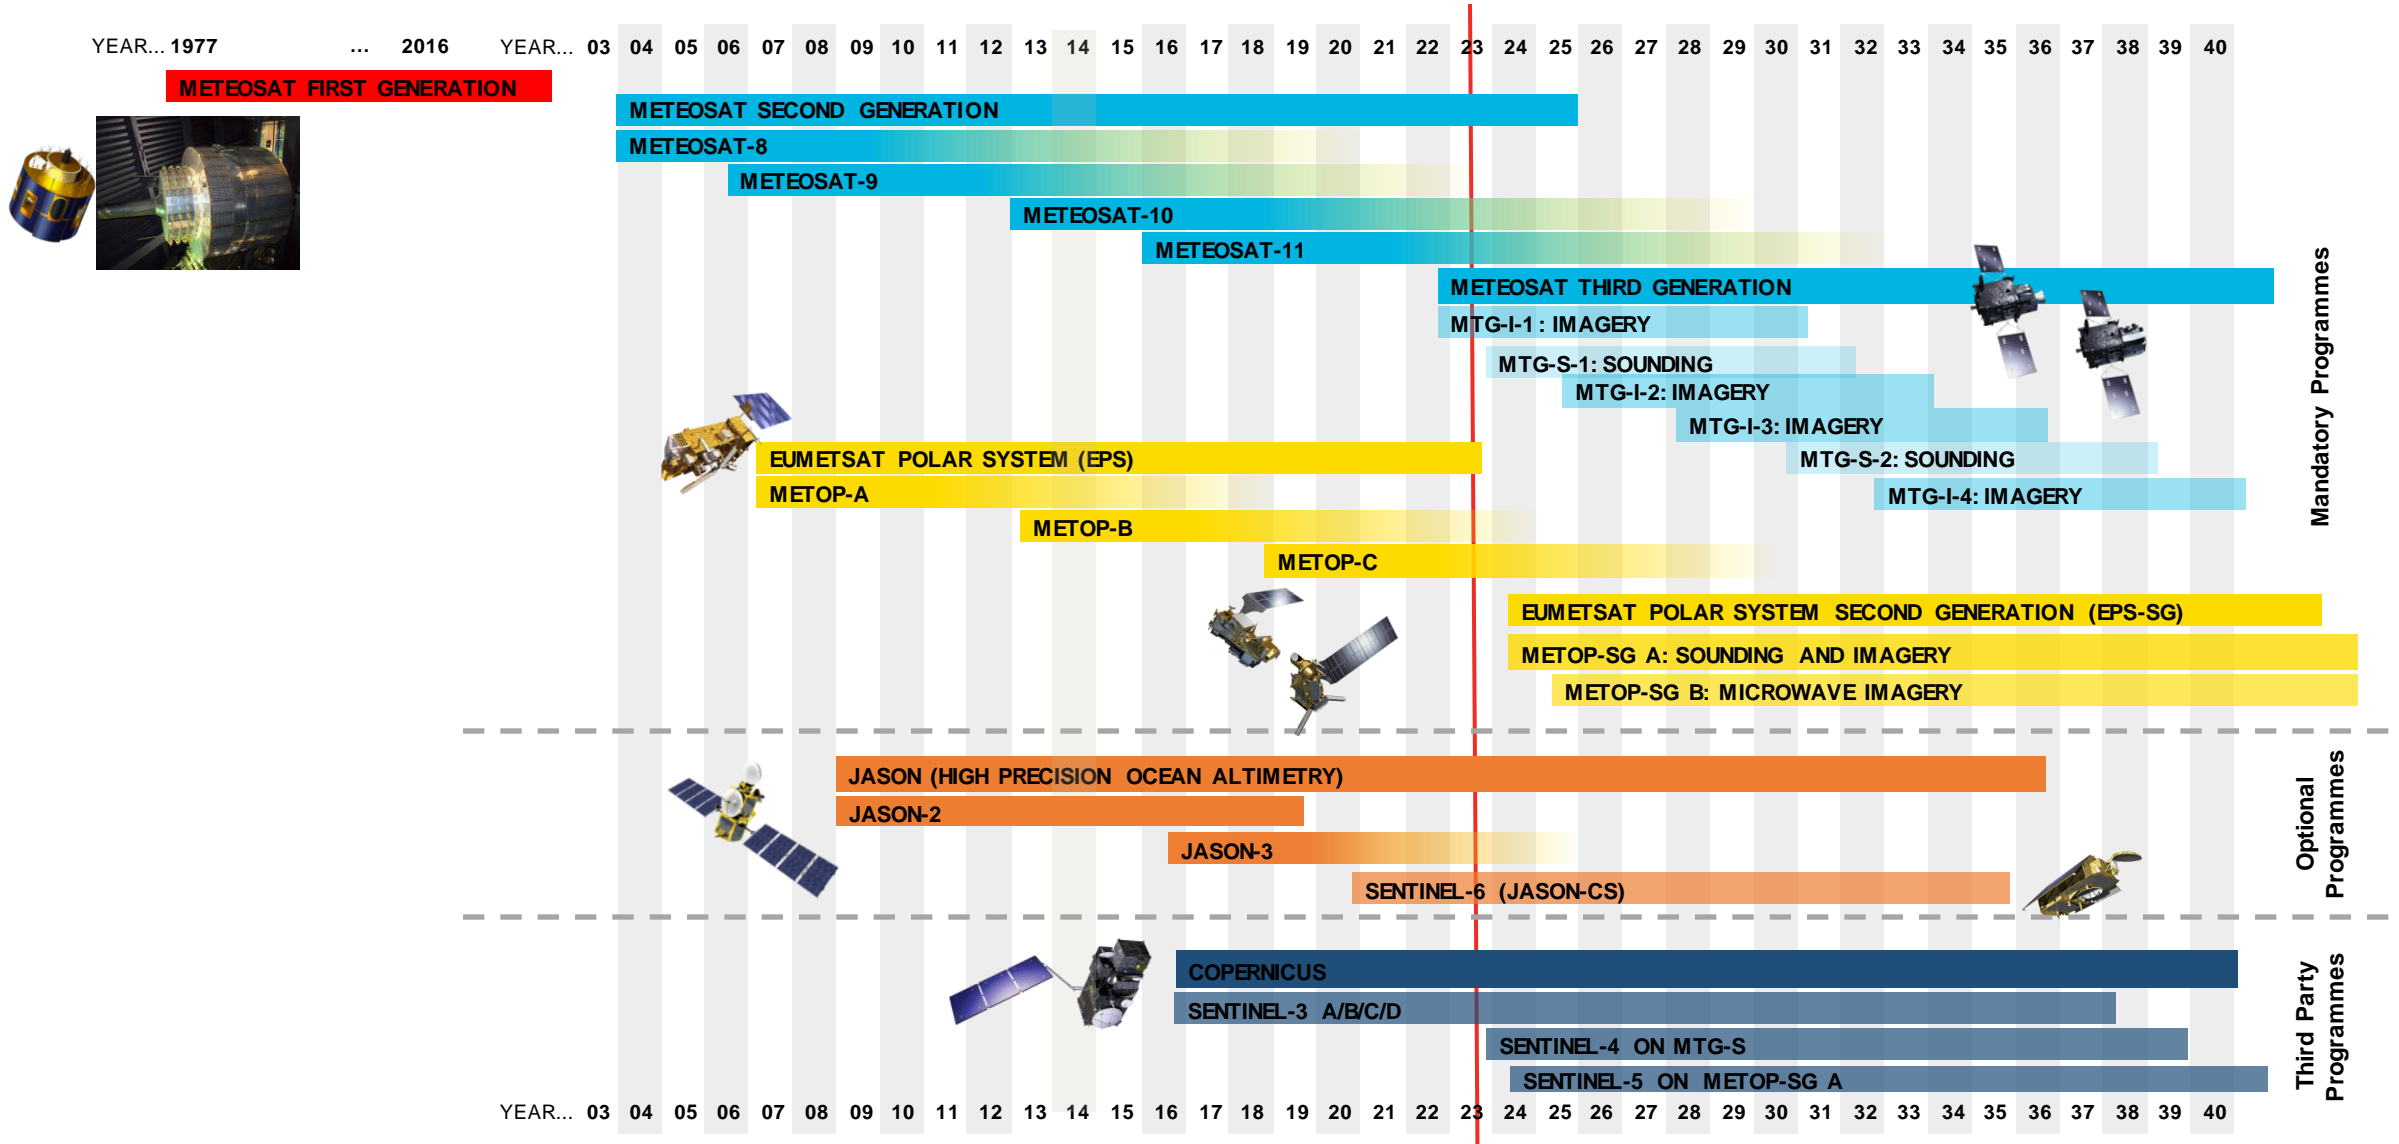 YEAR... 1977 ... 2016 YEAR... 03 04 05 06 07 08 09 10 11 12 13 14 15 16 17 18 19 20 21 22 23 24 25 26 27 28 29 30 31 32 33 34 35 36 37 38 39 40
METEOSAT FIRST GENERATION
METEOSAT SECOND GENERATION
METEOSAT-8
METEOSAT-9
METEOSAT-10
METEOSAT-11
METEOSAT THIRD GENERATION
MTG-I-1 : IMAGERY
MTG-S-1: SOUNDING
MTG-I-2: IMAGERY
MTG-I-3: IMAGERY
MTG-S-2: SOUNDING
MTG-I-4: IMAGERY
Mandatory Programmes
EUMETSAT POLAR SYSTEM (EPS)
METOP-A
METOP-B
METOP-C
EUMETSAT POLAR SYSTEM SECOND GENERATION (EPS-SG)
METOP-SG A: SOUNDING AND IMAGERY
METOP-SG B: MICROWAVE IMAGERY
JASON (HIGH PRECISION OCEAN ALTIMETRY)
JASON-2
JASON-3
SENTINEL-6 (JASON-CS)
Optional
Programmes
COPERNICUS
SENTINEL-3 A/B/C/D
SENTINEL-4 ON MTG-S
SENTINEL-5 ON METOP-SG A
Third Party
Programmes
YEAR... 03 04 05 06 07 08 09 10 11 12 13 14 15 16 17 18 19 20 21 22 23 24 25 26 27 28 29 30 31 32 33 34 35 36 37 38 39 40